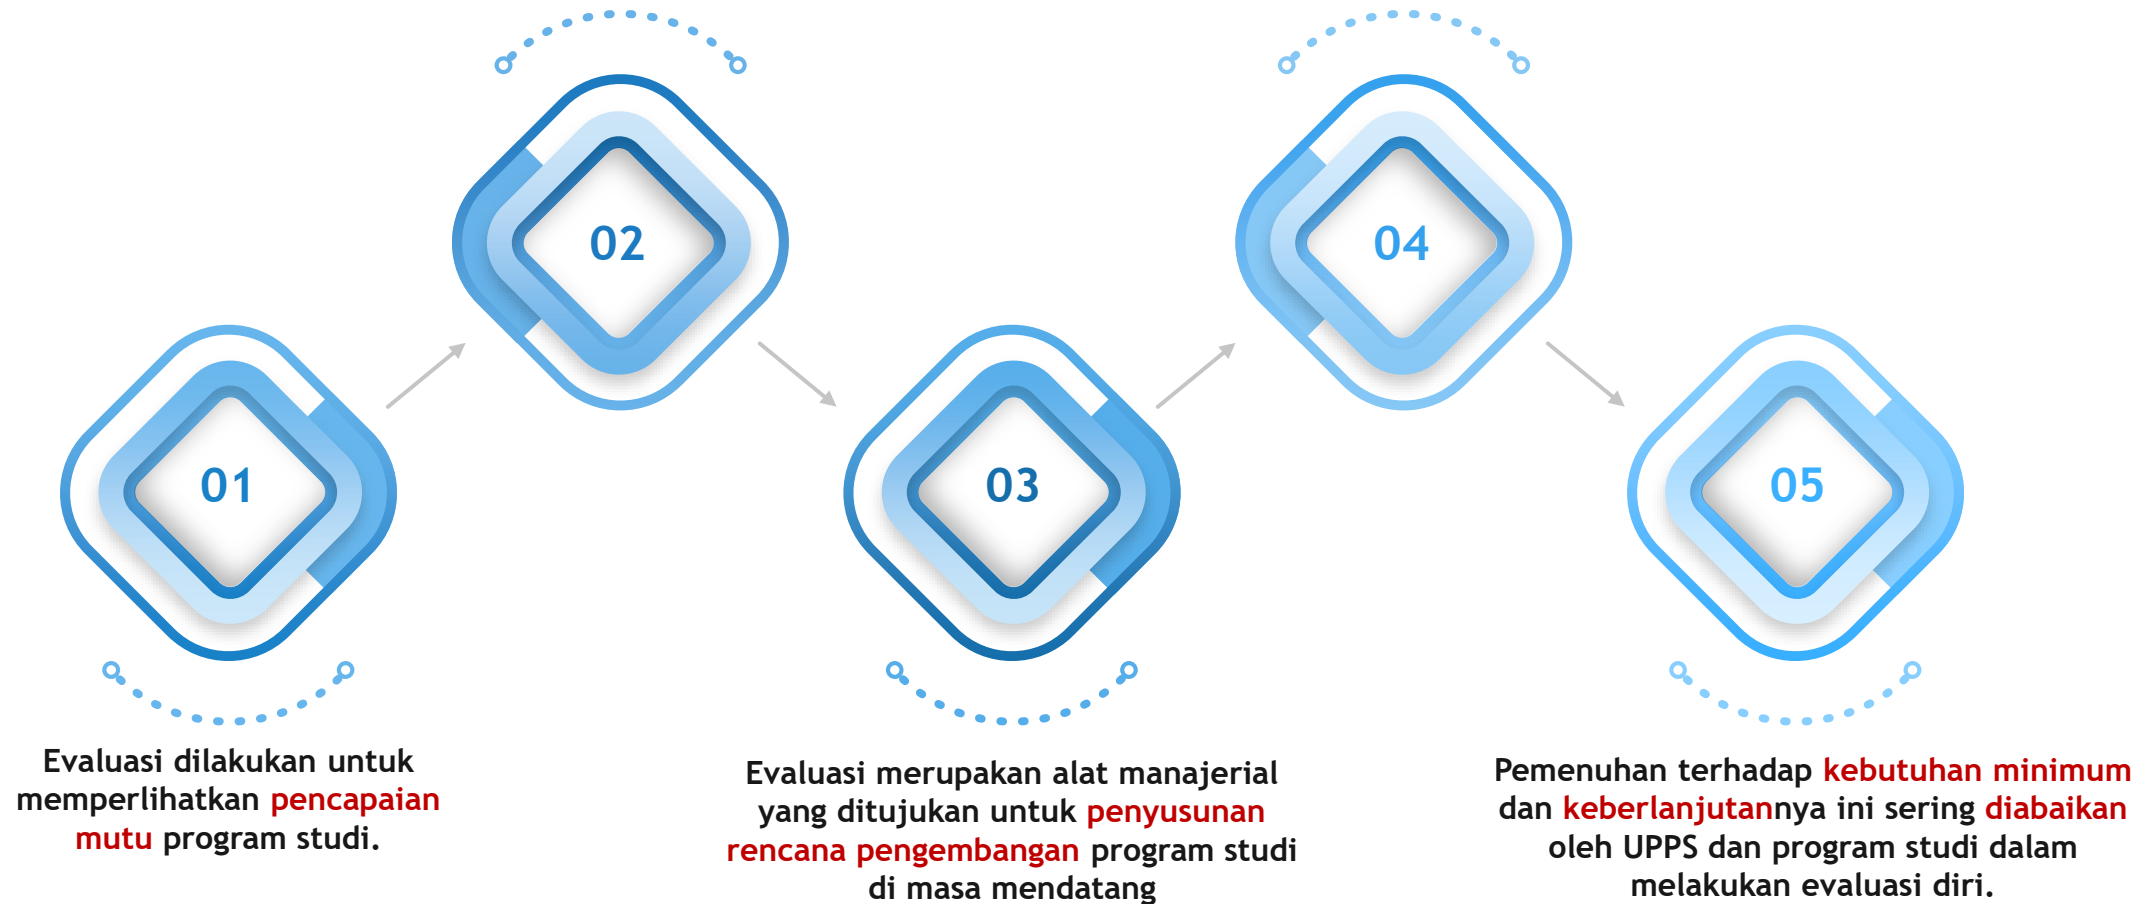 02
04
01
03
05
Evaluasi dilakukan untuk
memperlihatkan pencapaian
mutu program studi.
Evaluasi merupakan alat manajerial
yang ditujukan untuk penyusunan
rencana pengembangan program studi
di masa mendatang
Pemenuhan terhadap kebutuhan minimum
dan keberlanjutannya ini sering diabaikan
oleh UPPS dan program studi dalam
melakukan evaluasi diri.